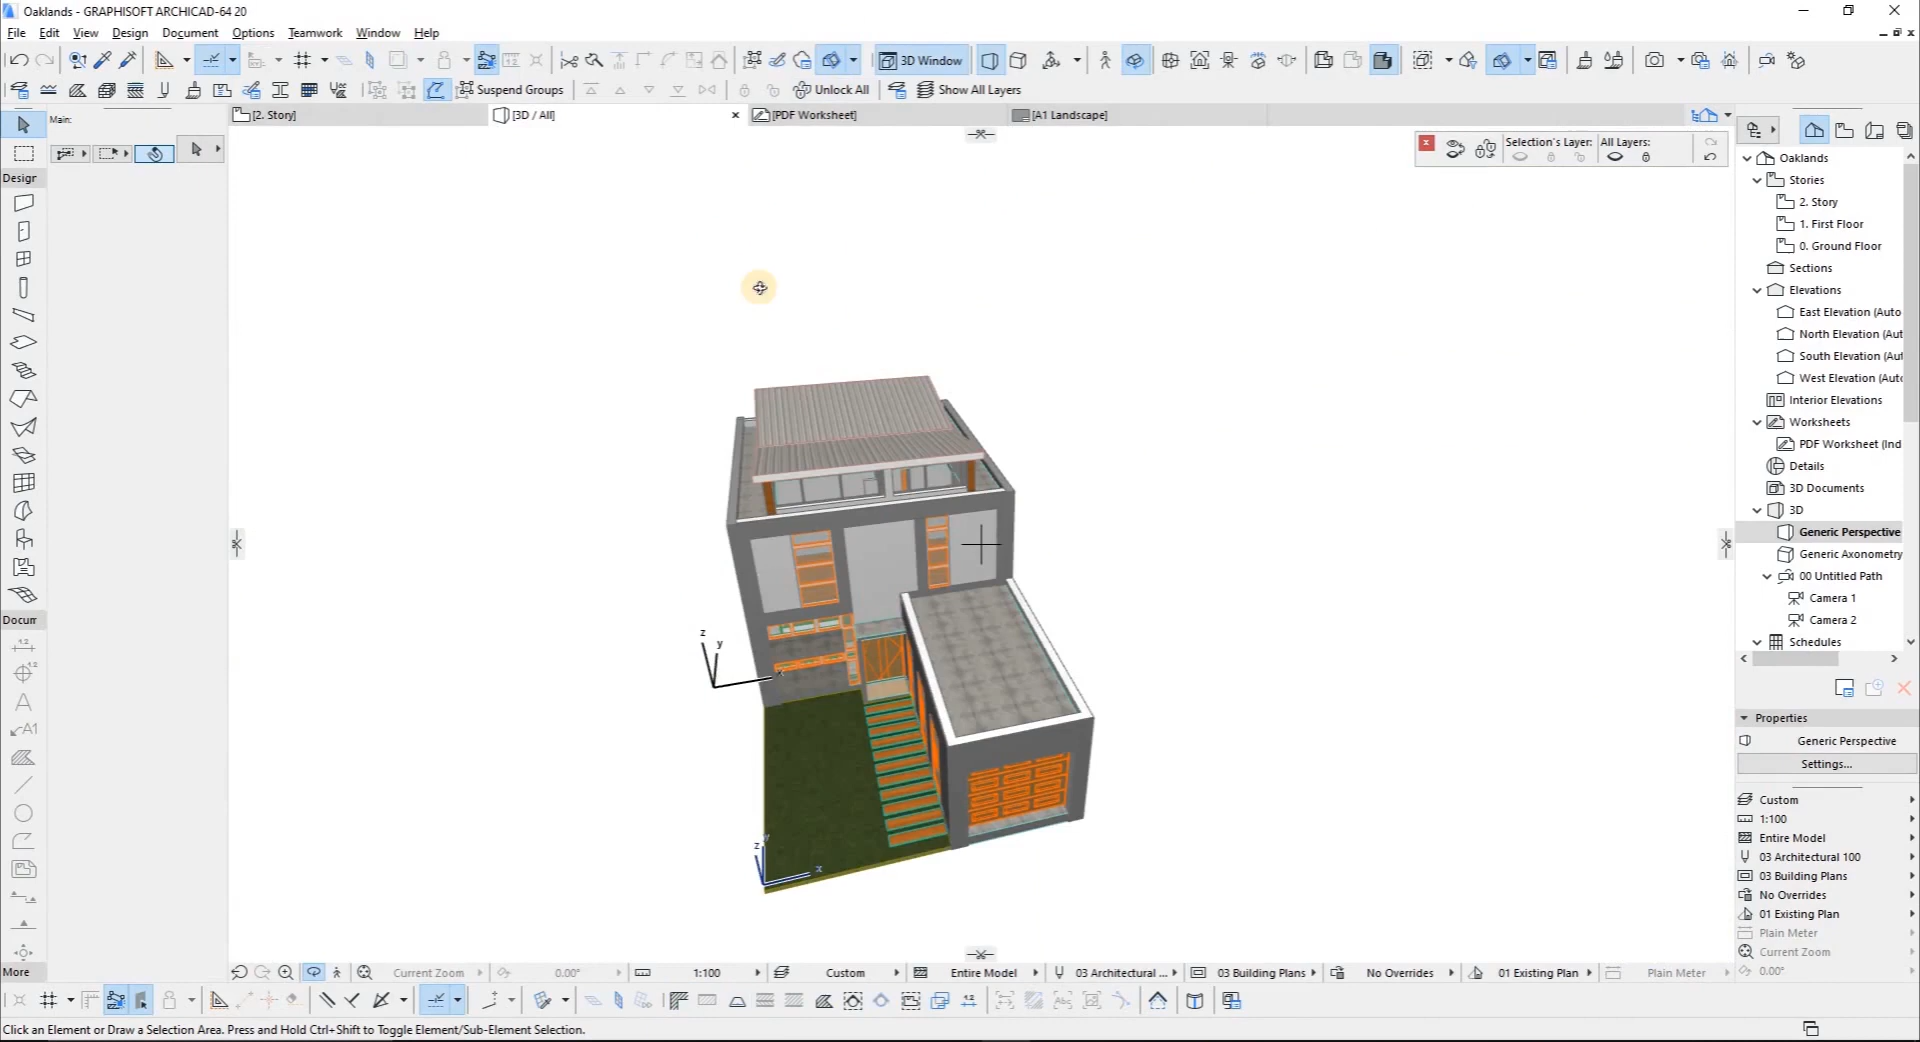 Oaklands - GRAPHISOFT ARCHICAD-64 20
File Edit View Design Document Options Teamwork Window Help
3D Window
Suspend Groups Unlock All Show All Layers
Main: [2. Story] [3D / All] [PDF Worksheet] [A1 Landscape]
Selection's Layer: All Layers:
Design
Oaklands
Stories
2. Story
1. First Floor
0. Ground Floor
Sections
Elevations
East Elevation (Auto
North Elevation (Aut
South Elevation (Aut
West Elevation (Auto
Interior Elevations
Worksheets
PDF Worksheet (Ind
Details
3D Documents
3D
Generic Perspective
Generic Axonometry
00 Untitled Path
Camera 1
Camera 2
Schedules
Docum
A
A1
More
z
y
x
z
y
x
Properties
Generic Perspective
Settings...
Custom
1:100
Entire Model
03 Architectural 100
03 Building Plans
No Overrides
01 Existing Plan
Plain Meter
Current Zoom
0.00°
Current Zoom 0.00° 1:100 Custom Entire Model 03 Architectural ... 03 Building Plans No Overrides 01 Existing Plan Plain Meter
Click an Element or Draw a Selection Area. Press and Hold Ctrl+Shift to Toggle Element/Sub-Element Selection.